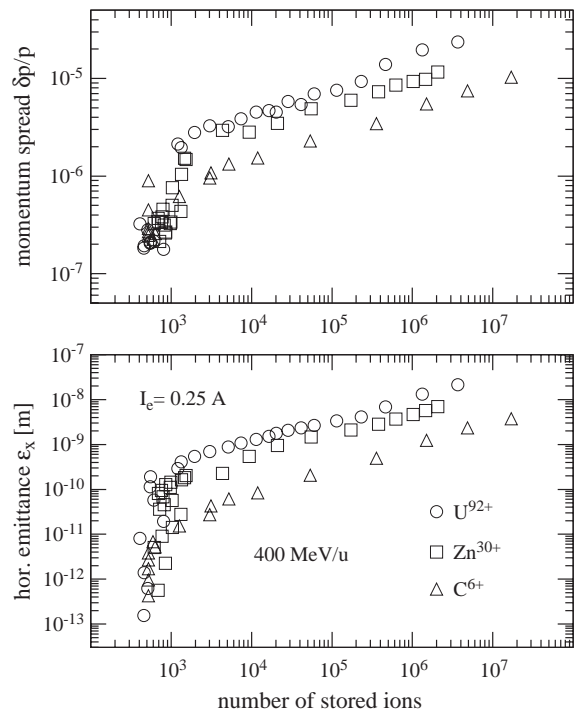 momentum spread δp/p
10⁻⁵
10⁻⁶
10⁻⁷
10³ 10⁴ 10⁵ 10⁶ 10⁷
hor. emittance εₓ [m]
10⁻⁷
10⁻⁸
10⁻⁹
10⁻¹⁰
10⁻¹¹
10⁻¹²
10⁻¹³
Iₑ= 0.25 A
400 MeV/u
U⁹²⁺
Zn³⁰⁺
C⁶⁺
10³ 10⁴ 10⁵ 10⁶ 10⁷
number of stored ions